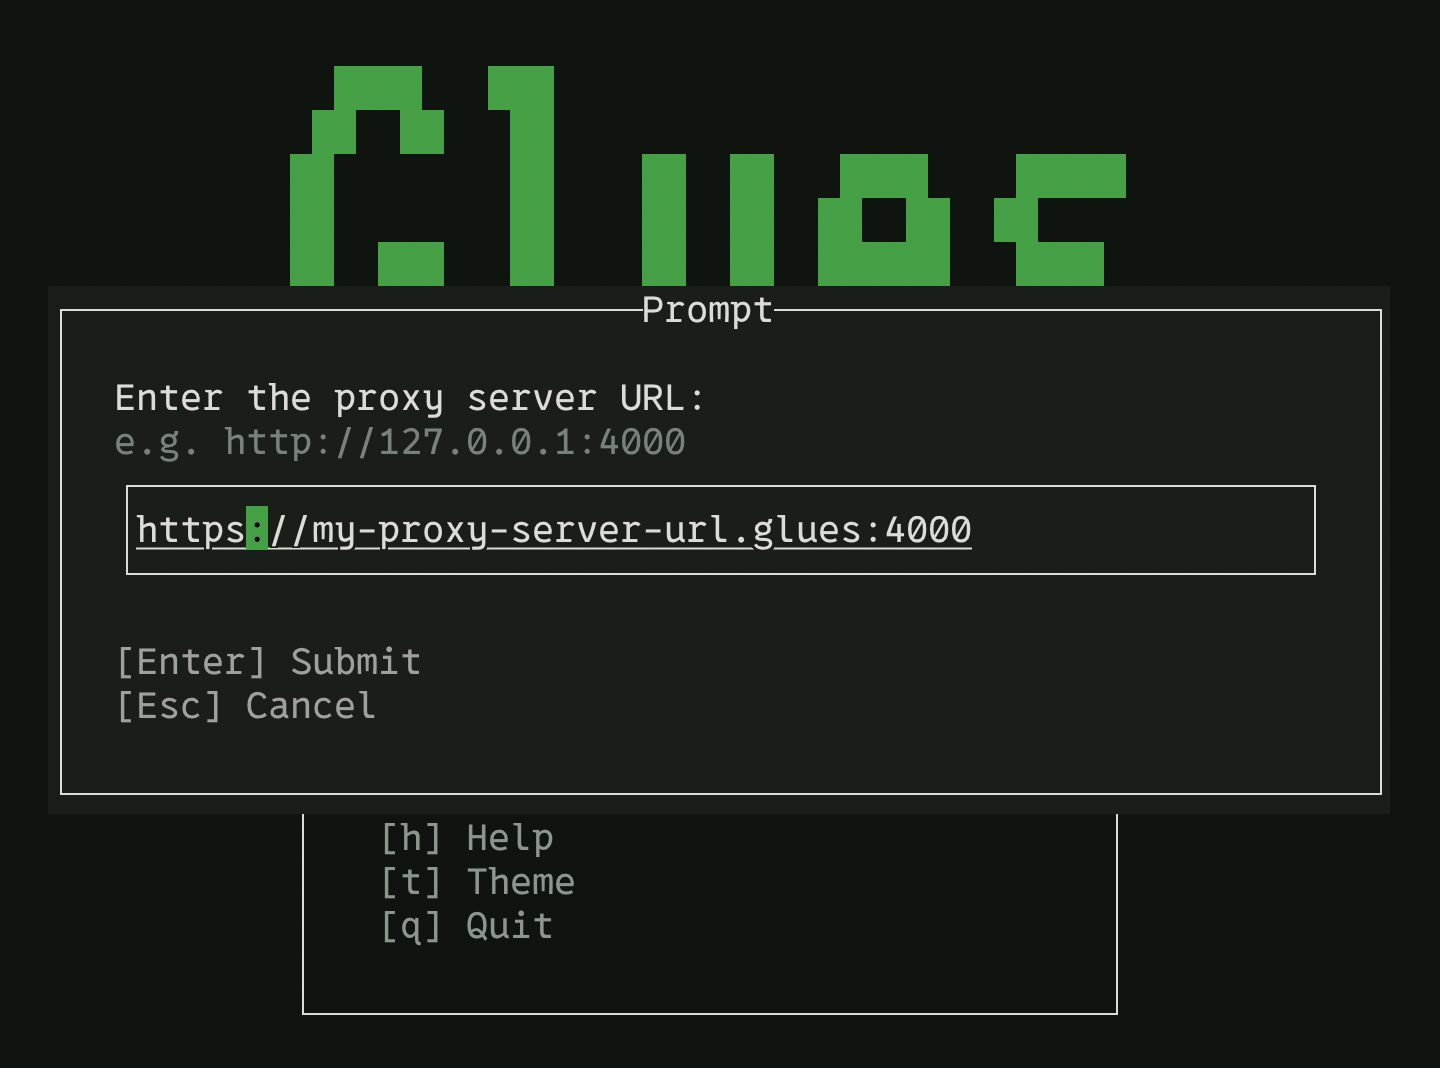 Glues
Prompt
Enter the proxy server URL:
e.g. http://127.0.0.1:4000
https://my-proxy-server-url.glues:4000
[Enter] Submit
[Esc] Cancel
[h] Help
[t] Theme
[q] Quit